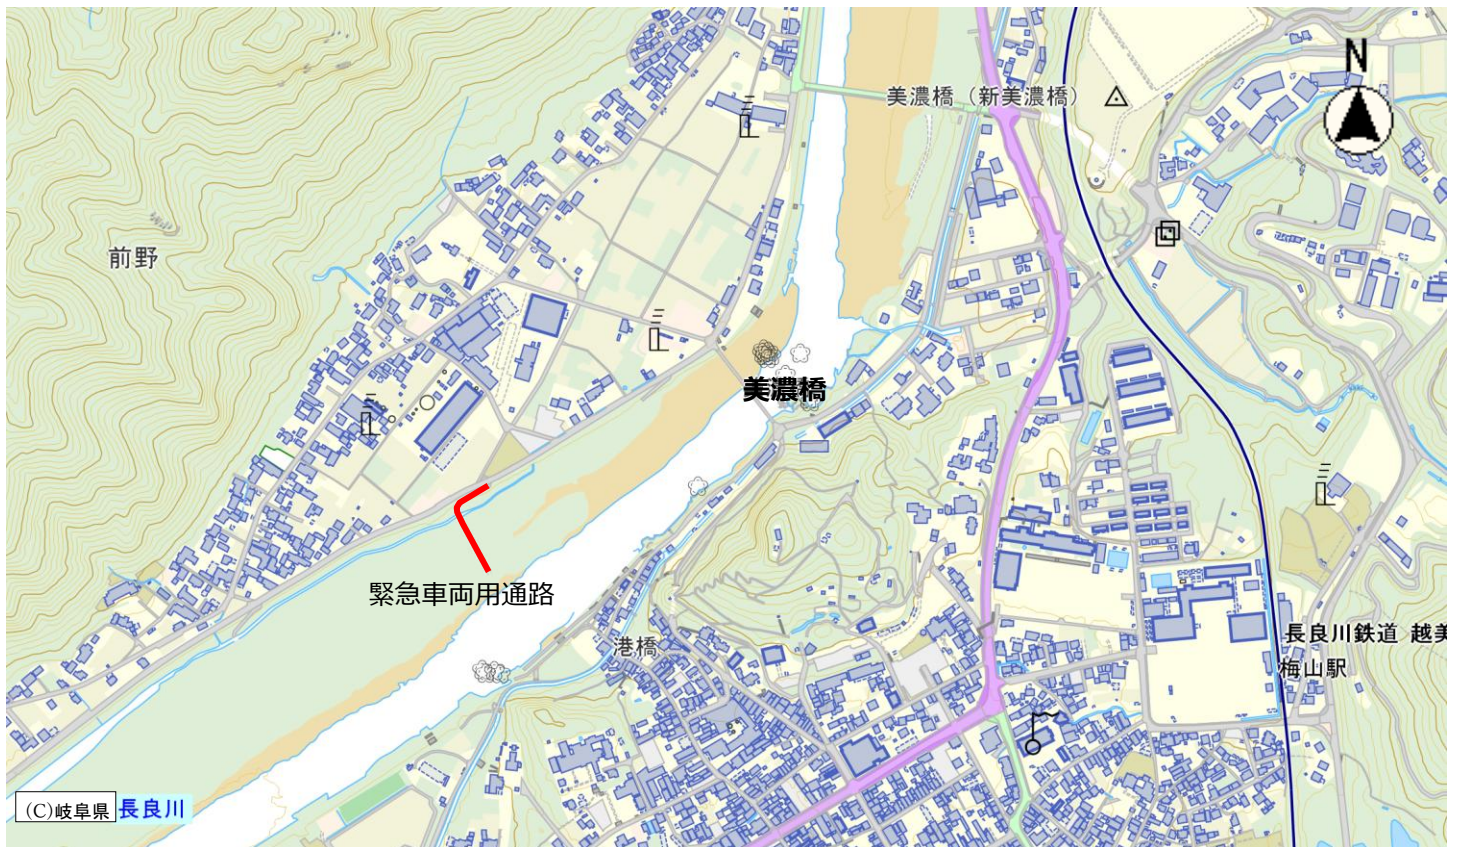 N
美濃橋（新美濃橋）
前野
美濃橋
緊急車両用通路
港橋
長良川鉄道 越美
梅山駅
(C)岐阜県
長良川